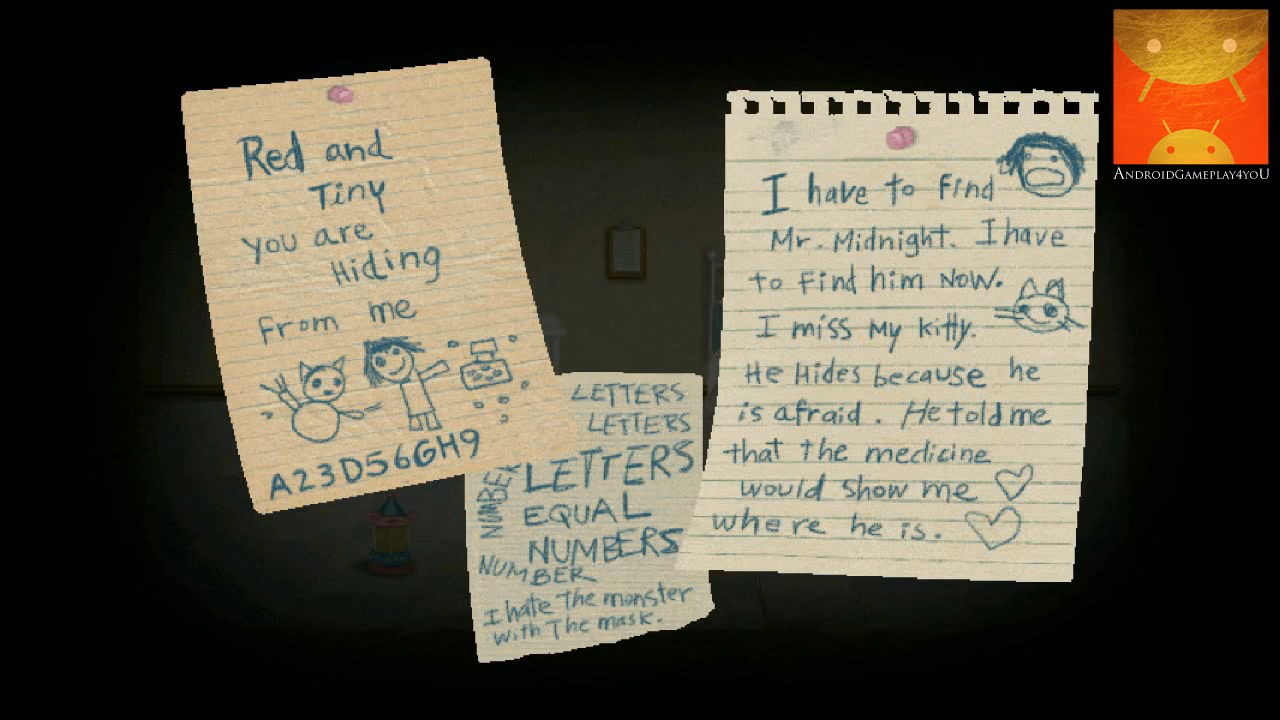 Red and
Tiny
you are
Hiding
From me
A23D56GH9
LETTERS
LETTERS
LETTERS
EQUAL
NUMBERS
NUMBER
NUMBER
I hate The monster
with The mask.
I have to find
Mr. Midnight. I have
to find him NOW.
I miss My kitty.
He Hides because he
is afraid. He told me
that the medicine
would show me
where he is.
ANDROIDGAMEPLAY4YOU